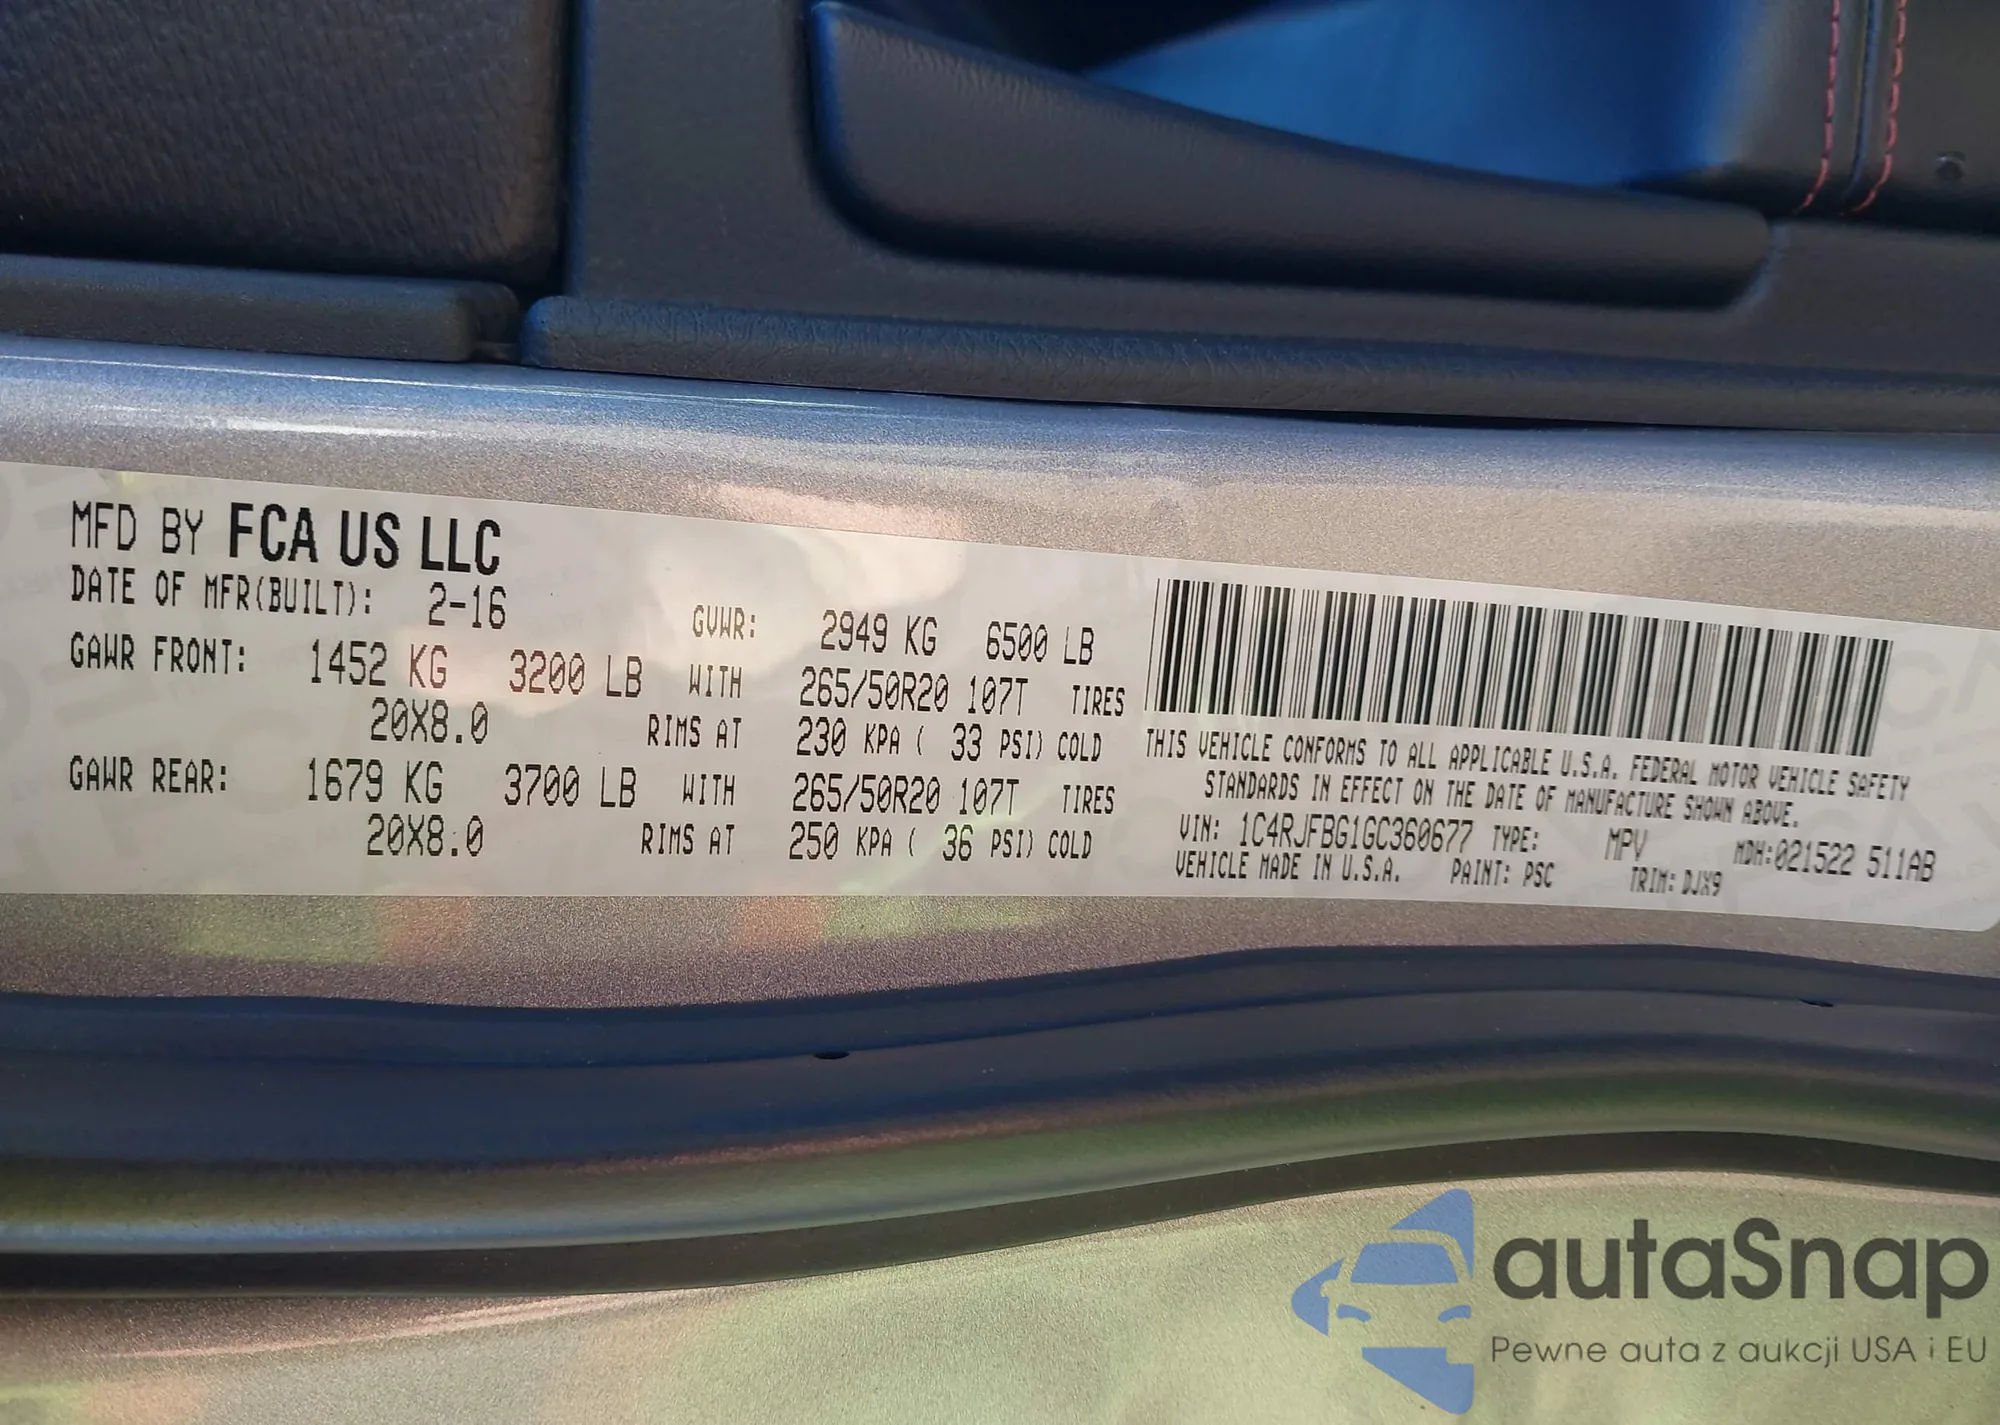 MFD BY FCA US LLC
DATE OF MFR(BUILT): 2-16 GVWR: 2949 KG 6500 LB
GAWR FRONT: 1452 KG 3200 LB WITH 265/50R20 107T TIRES
20X8.0 RIMS AT 230 KPA ( 33 PSI) COLD
GAWR REAR: 1679 KG 3700 LB WITH 265/50R20 107T TIRES
20X8.0 RIMS AT 250 KPA ( 36 PSI) COLD
THIS VEHICLE CONFORMS TO ALL APPLICABLE U.S.A. FEDERAL MOTOR VEHICLE SAFETY
STANDARDS IN EFFECT ON THE DATE OF MANUFACTURE SHOWN ABOVE.
VIN: 1C4RJFBG1GC360677 TYPE: MPV MDH:021522 511AB
VEHICLE MADE IN U.S.A. PAINT: PSC TRIM: DJX9
autaSnap
Pewne auta z aukcji USA i EU